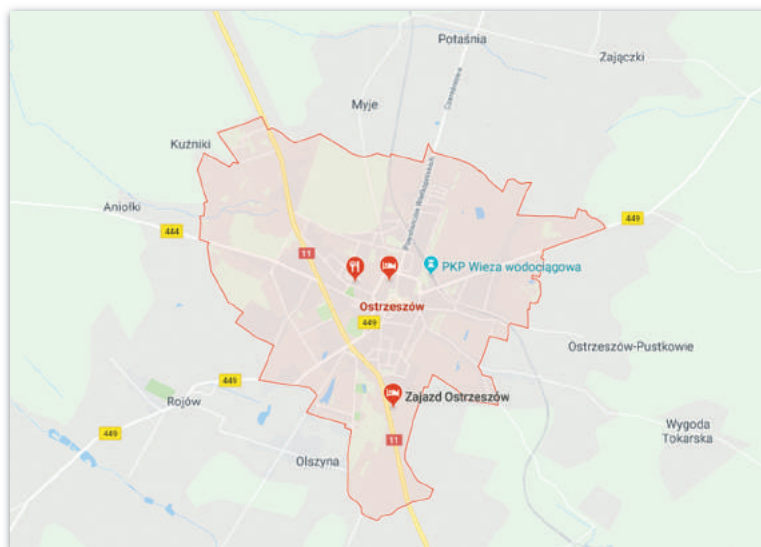 Potaśnia
Zajączki
Myje
Kuźniki
Aniołki
444
449
11
PKP Wieza wodociągowa
Ostrzeszów
449
Ostrzeszów-Pustkowie
449
Rojów
Zajazd Ostrzeszów
449
11
Wygoda
Tokarska
Olszyna